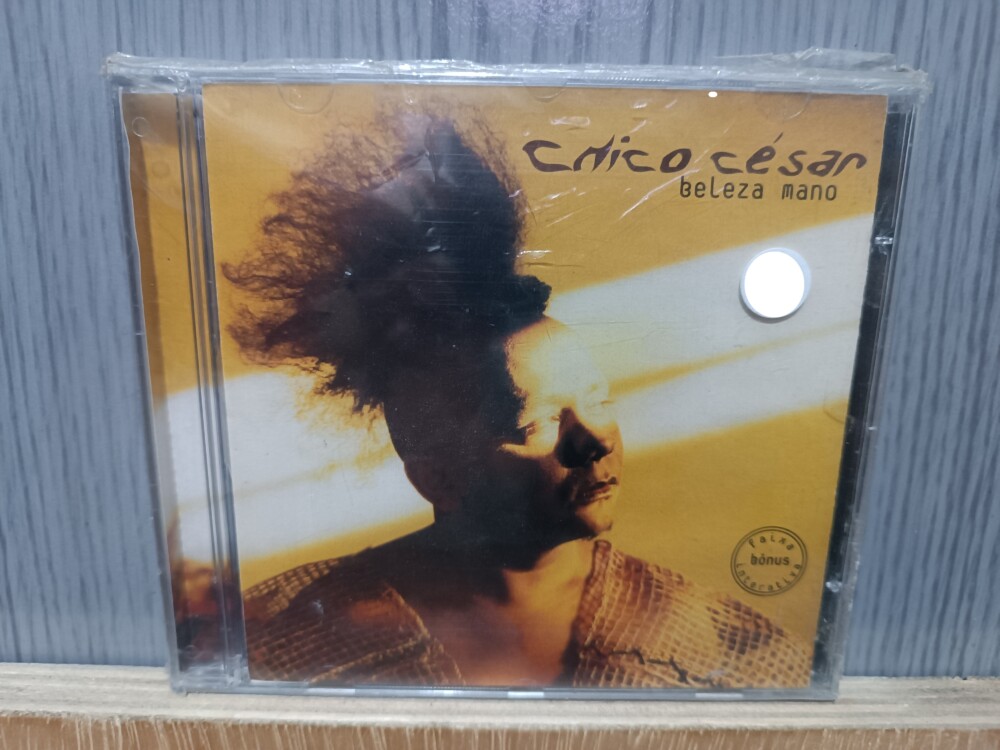 chico césar
beleza mano
faixa
bônus
interativa